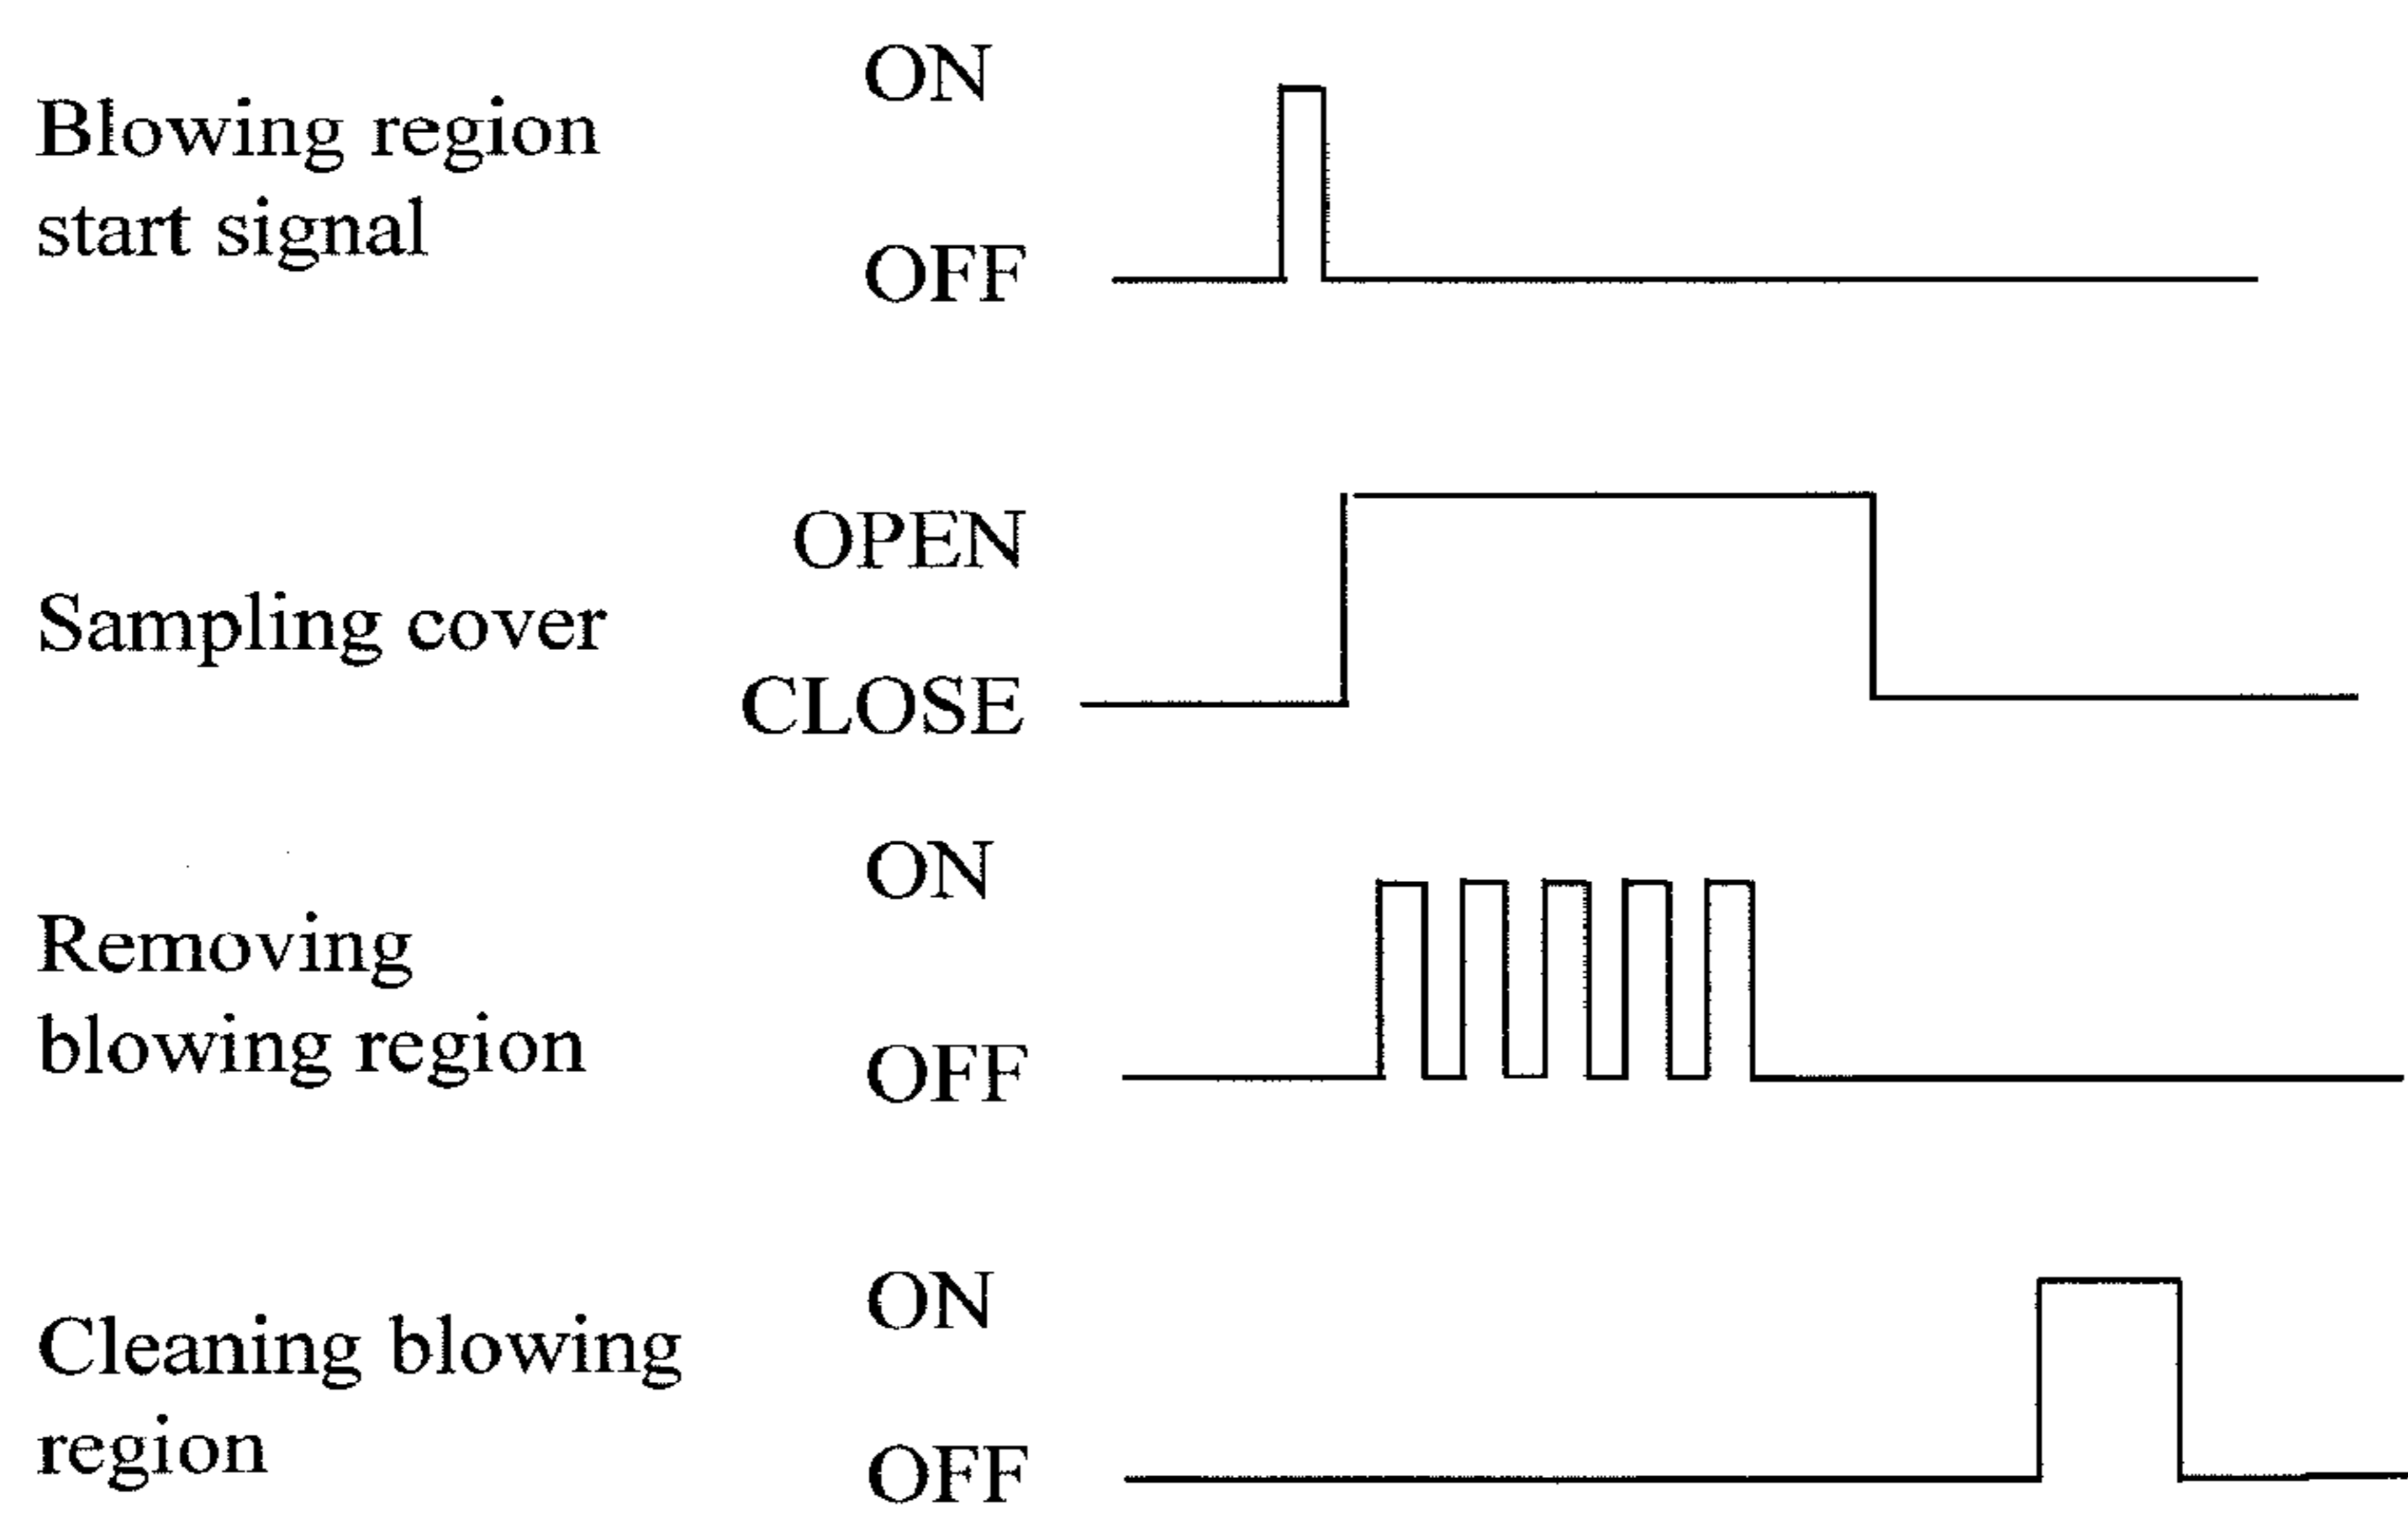 ON
Blowing region
start signal
OFF
OPEN
Sampling cover
CLOSE
ON
Removing
blowing region
OFF
ON
Cleaning blowing
region
OFF